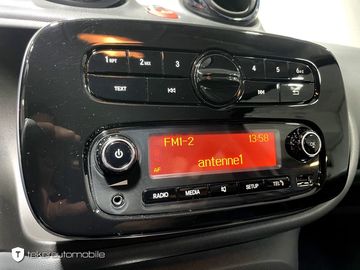 1 RPT 2 MIX 3 4 5 6
TEXT
FM1-2 13:58
antenne1
AF
RADIO MEDIA SETUP TEL
tekerautomobile